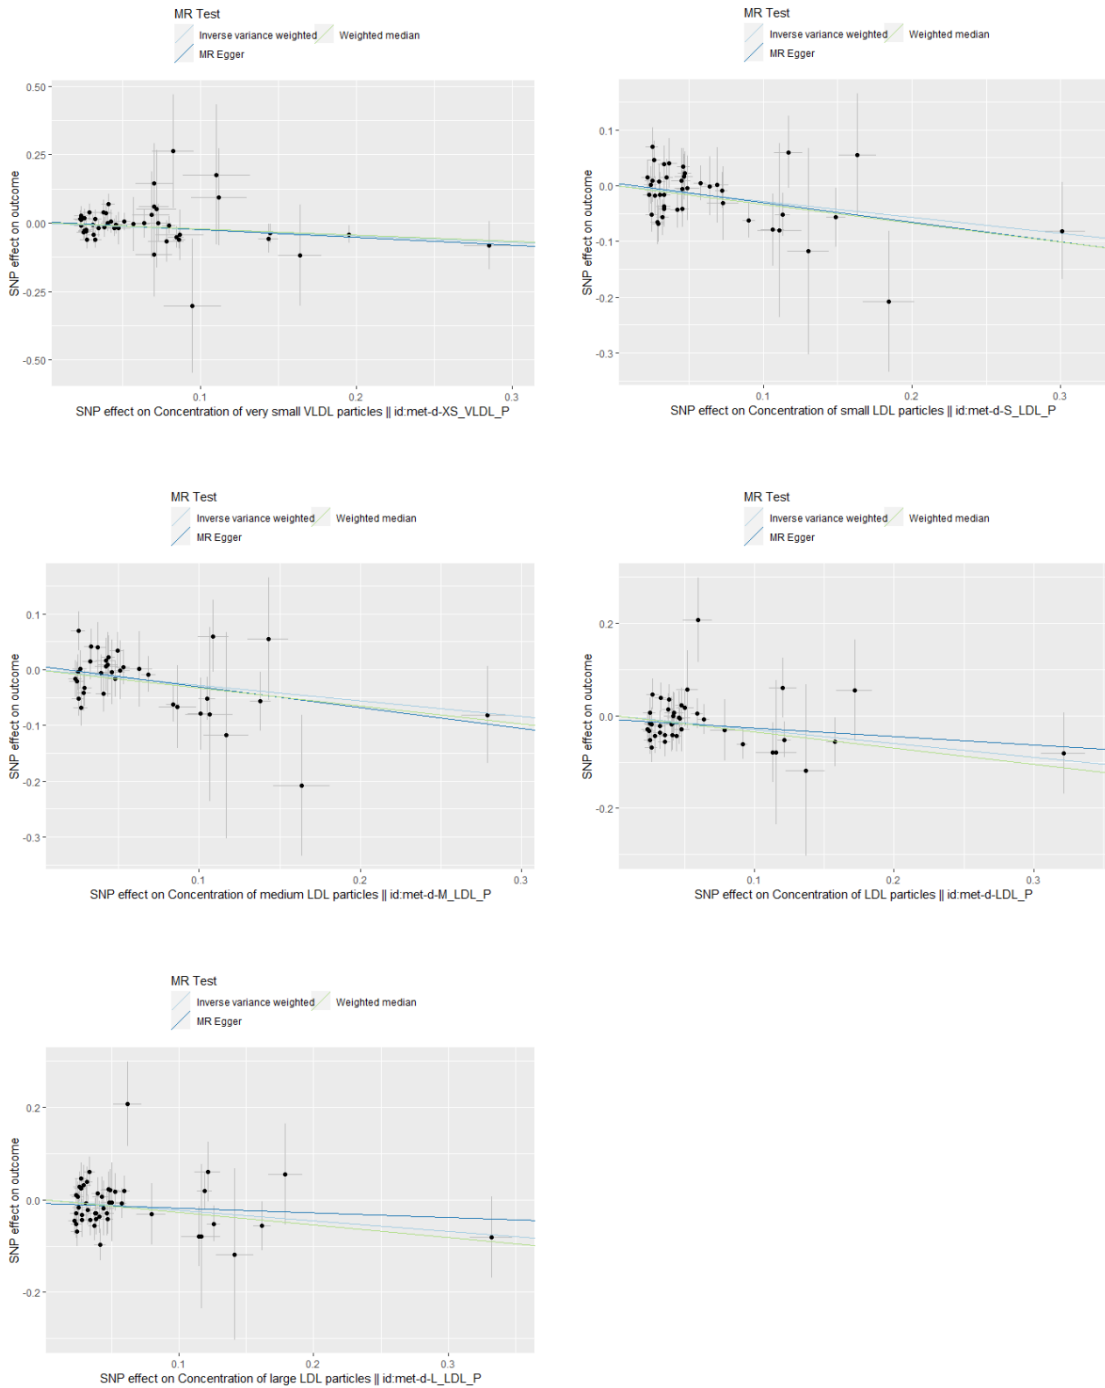 MR Test
Inverse variance weighted Weighted median
MR Egger
0.50
0.25
0.00
-0.25
-0.50
SNP effect on outcome
0.1 0.2 0.3
SNP effect on Concentration of very small VLDL particles || id:met-d-XS_VLDL_P
MR Test
Inverse variance weighted Weighted median
MR Egger
0.1
0.0
-0.1
-0.2
-0.3
SNP effect on outcome
0.1 0.2 0.3
SNP effect on Concentration of small LDL particles || id:met-d-S_LDL_P
MR Test
Inverse variance weighted Weighted median
MR Egger
0.1
0.0
-0.1
-0.2
-0.3
SNP effect on outcome
0.1 0.2 0.3
SNP effect on Concentration of medium LDL particles || id:met-d-M_LDL_P
MR Test
Inverse variance weighted Weighted median
MR Egger
0.2
0.0
-0.2
SNP effect on outcome
0.1 0.2 0.3
SNP effect on Concentration of LDL particles || id:met-d-LDL_P
MR Test
Inverse variance weighted Weighted median
MR Egger
0.2
0.0
-0.2
SNP effect on outcome
0.1 0.2 0.3
SNP effect on Concentration of large LDL particles || id:met-d-L_LDL_P